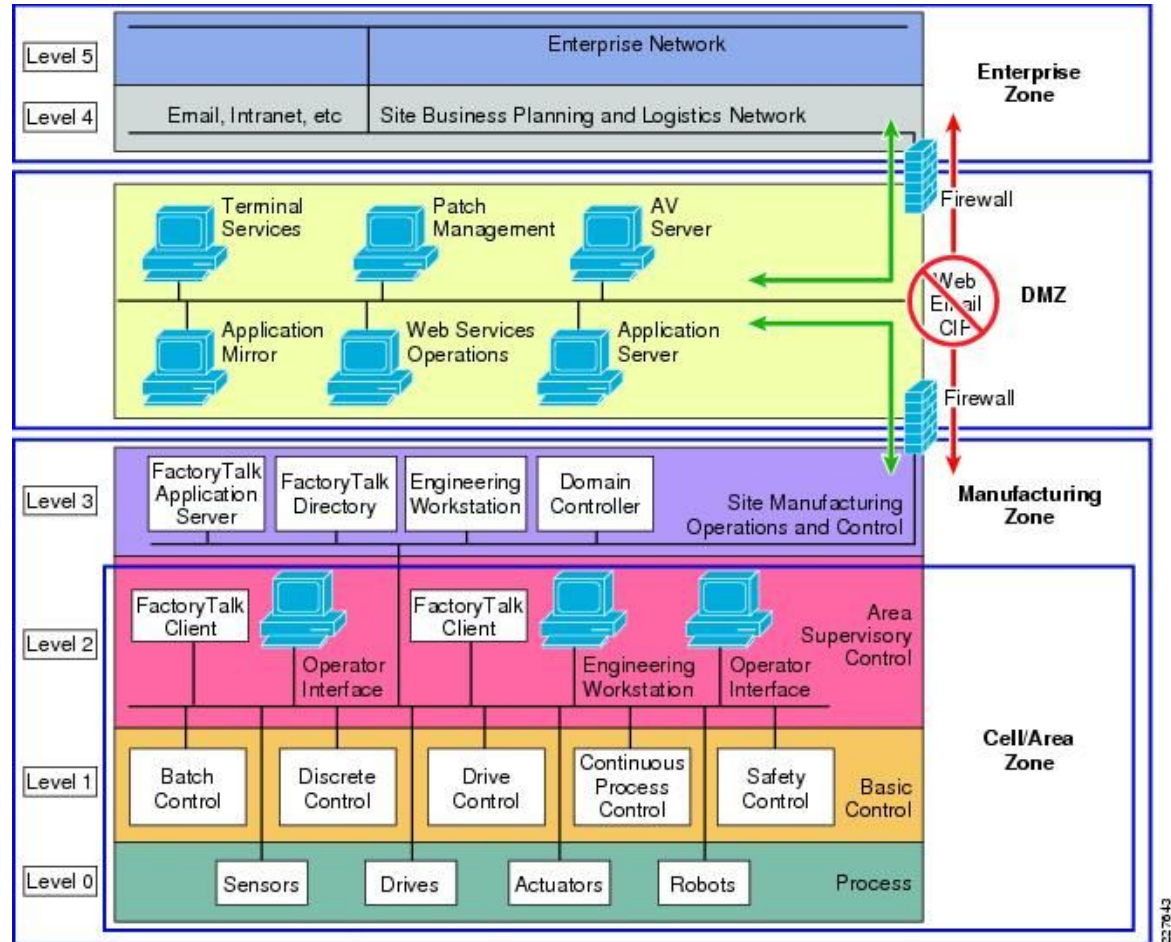 Level 5
Enterprise Network
Enterprise
Zone
Level 4
Email, Intranet, etc
Site Business Planning and Logistics Network
Terminal
Services
Patch
Management
AV
Server
Firewall
Web
Email
CIP
DMZ
Application
Mirror
Web Services
Operations
Application
Server
Firewall
Level 3
FactoryTalk
Application
Server
FactoryTalk
Directory
Engineering
Workstation
Domain
Controller
Site Manufacturing
Operations and Control
Manufacturing
Zone
Level 2
FactoryTalk
Client
Operator
Interface
FactoryTalk
Client
Engineering
Workstation
Operator
Interface
Area
Supervisory
Control
Cell/Area
Zone
Level 1
Batch
Control
Discrete
Control
Drive
Control
Continuous
Process
Control
Safety
Control
Basic
Control
Level 0
Sensors
Drives
Actuators
Robots
Process
227643